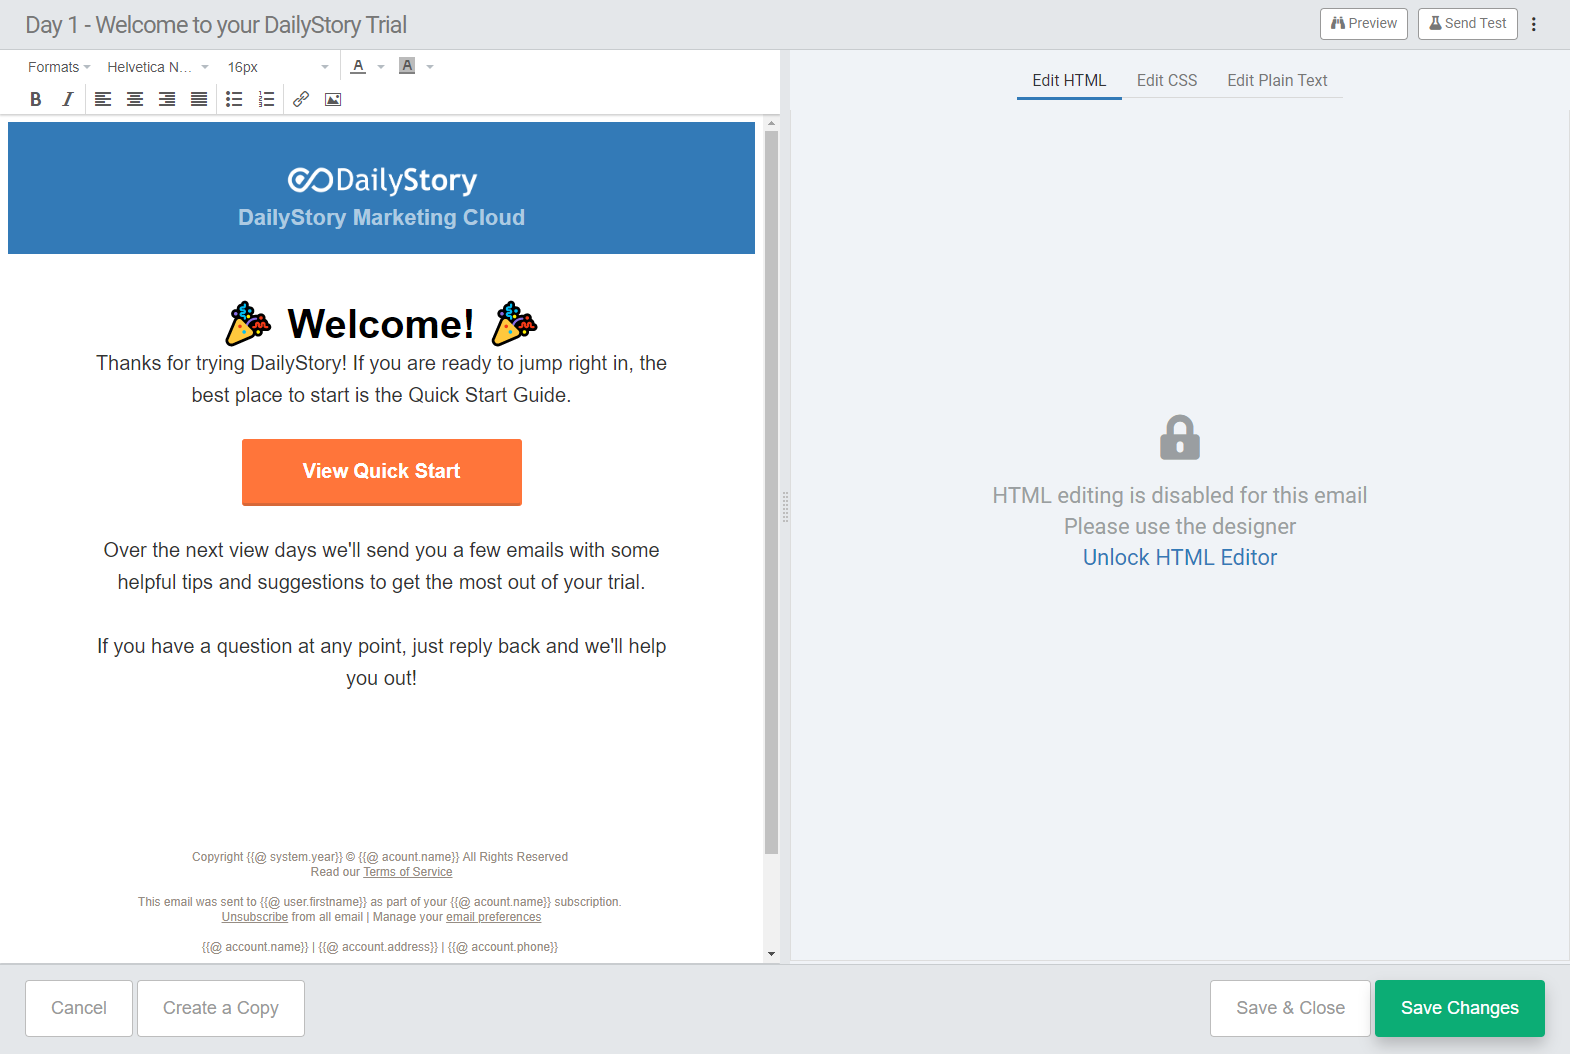 Day 1 - Welcome to your DailyStory Trial
Preview
Send Test
Formats
Helvetica N...
16px
A
A
B
I
Edit HTML
Edit CSS
Edit Plain Text
DailyStory
DailyStory Marketing Cloud
Welcome!
Thanks for trying DailyStory! If you are ready to jump right in, the
best place to start is the Quick Start Guide.
View Quick Start
Over the next view days we'll send you a few emails with some
helpful tips and suggestions to get the most out of your trial.
If you have a question at any point, just reply back and we'll help
you out!
Copyright {{@ system.year}} © {{@ acount.name}} All Rights Reserved
Read our Terms of Service
This email was sent to {{@ user.firstname}} as part of your {{@ acount.name}} subscription.
Unsubscribe from all email | Manage your email preferences
{{@ account.name}} | {{@ account.address}} | {{@ account.phone}}
HTML editing is disabled for this email
Please use the designer
Unlock HTML Editor
Cancel
Create a Copy
Save & Close
Save Changes